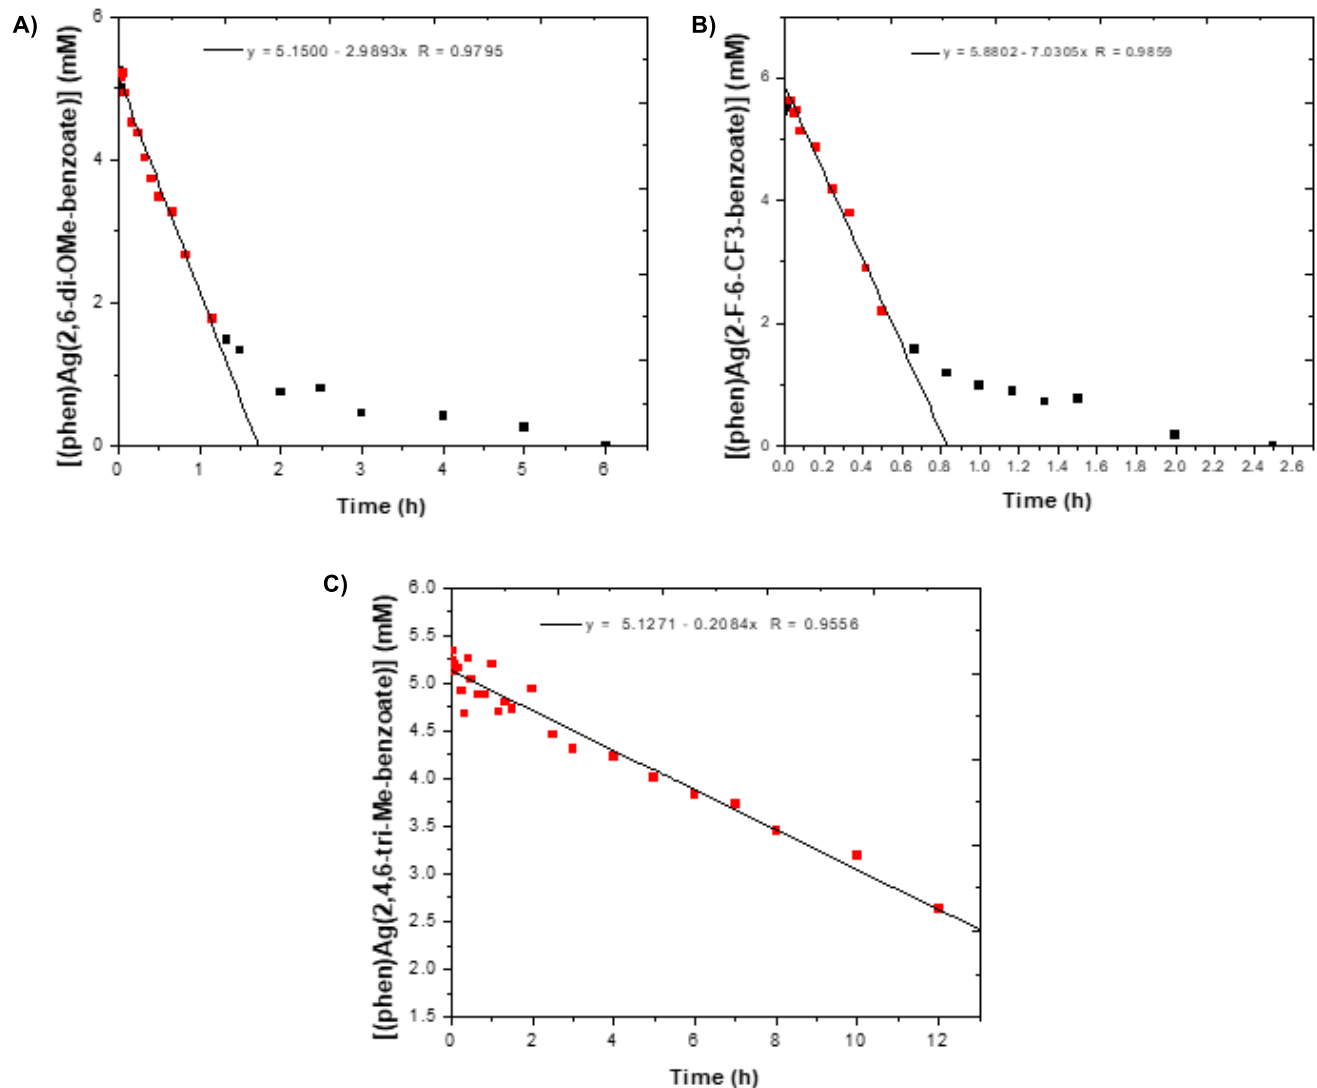 A)
[(phen)Ag(2,6-di-OMe-benzoate)] (mM)
y = 5.1500 - 2.9893x R = 0.9795
6
4
2
0
0 1 2 3 4 5 6
Time (h)
B)
[(phen)Ag(2-F-6-CF3-benzoate)] (mM)
y = 5.8802 - 7.0305x R = 0.9859
6
4
2
0
0.0 0.2 0.4 0.6 0.8 1.0 1.2 1.4 1.6 1.8 2.0 2.2 2.4 2.6
Time (h)
C)
[(phen)Ag(2,4,6-tri-Me-benzoate)] (mM)
y = 5.1271 - 0.2084x R = 0.9556
6.0
5.5
5.0
4.5
4.0
3.5
3.0
2.5
2.0
1.5
0 2 4 6 8 10 12
Time (h)